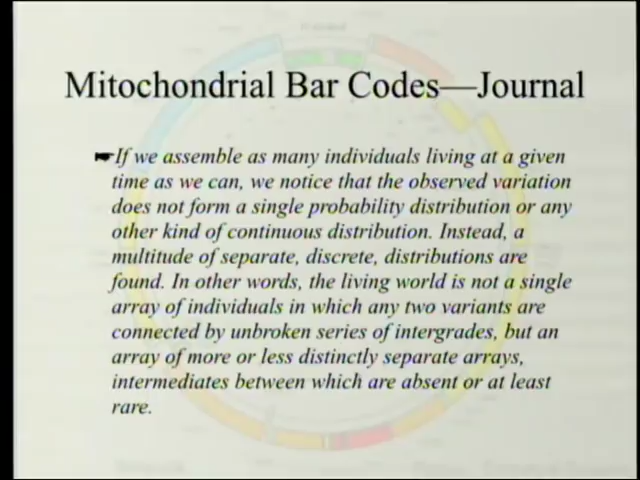 Mitochondrial Bar Codes—Journal
If we assemble as many individuals living at a given
time as we can, we notice that the observed variation
does not form a single probability distribution or any
other kind of continuous distribution. Instead, a
multitude of separate, discrete, distributions are
found. In other words, the living world is not a single
array of individuals in which any two variants are
connected by unbroken series of intergrades, but an
array of more or less distinctly separate arrays,
intermediates between which are absent or at least
rare.